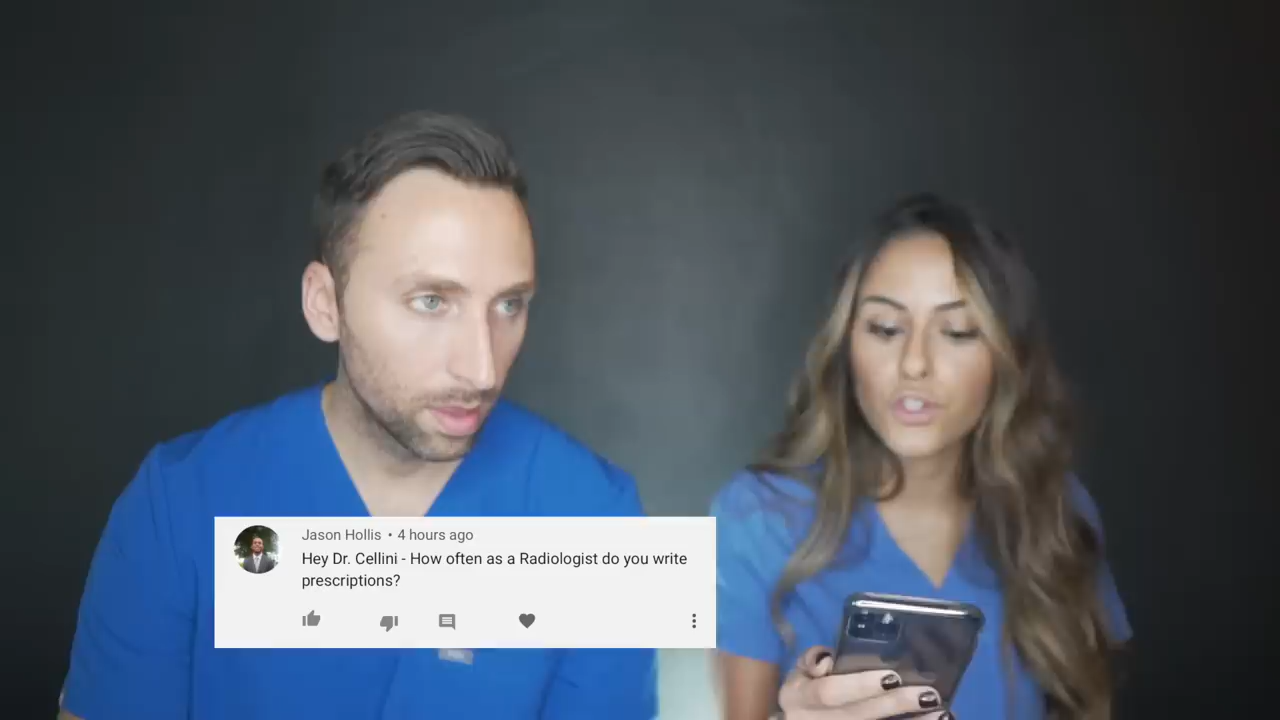 Jason Hollis • 4 hours ago
Hey Dr. Cellini - How often as a Radiologist do you write
prescriptions?